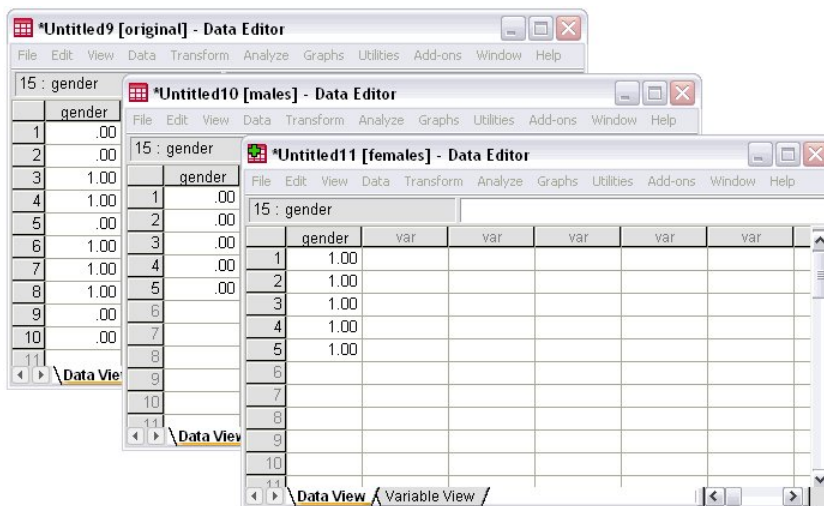 *Untitled9 [original] - Data Editor
File Edit View Data Transform Analyze Graphs Utilities Add-ons Window Help
15 : gender
gender
1 .00
2 .00
3 1.00
4 1.00
5 .00
6 1.00
7 1.00
8 1.00
9 .00
10 .00
11
Data Vie
*Untitled10 [males] - Data Editor
File Edit View Data Transform Analyze Graphs Utilities Add-ons Window Help
15 : gender
gender
1 .00
2 .00
3 .00
4 .00
5 .00
6
7
8
9
10
11
Data View
*Untitled11 [females] - Data Editor
File Edit View Data Transform Analyze Graphs Utilities Add-ons Window Help
15 : gender
gender var var var var var
1 1.00
2 1.00
3 1.00
4 1.00
5 1.00
6
7
8
9
10
11
Data View Variable View